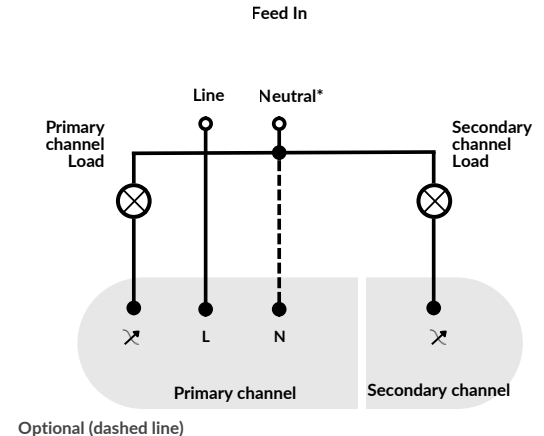 Feed In
Line
Neutral*
Primary
channel
Load
Secondary
channel
Load
L
N
Primary channel
Secondary channel
Optional (dashed line)